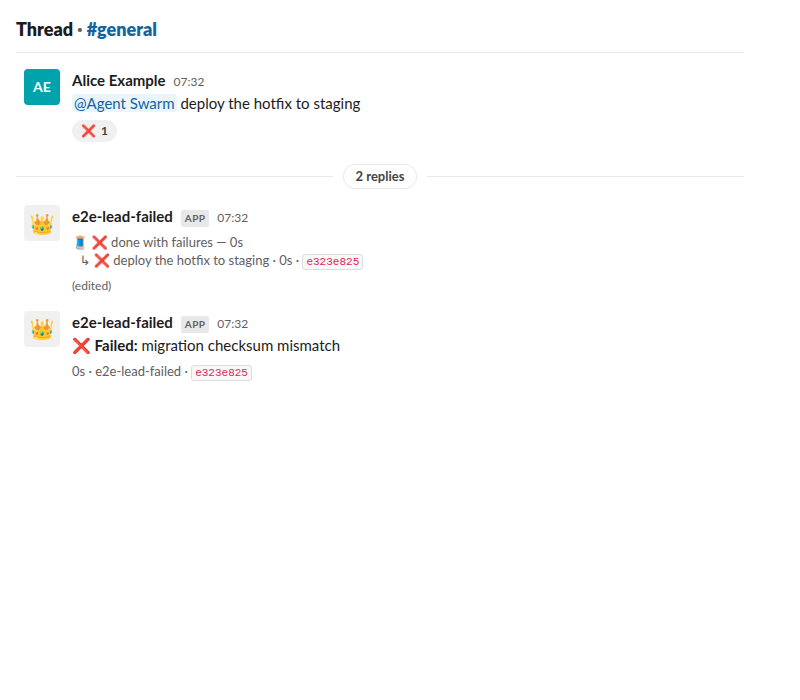 Thread • #general
AE
Alice Example 07:32
@Agent Swarm deploy the hotfix to staging
❌ 1
2 replies
e2e-lead-failed APP 07:32
🧵 ❌ done with failures — 0s
↳ ❌ deploy the hotfix to staging · 0s · e323e825
(edited)
e2e-lead-failed APP 07:32
❌ Failed: migration checksum mismatch
0s · e2e-lead-failed · e323e825